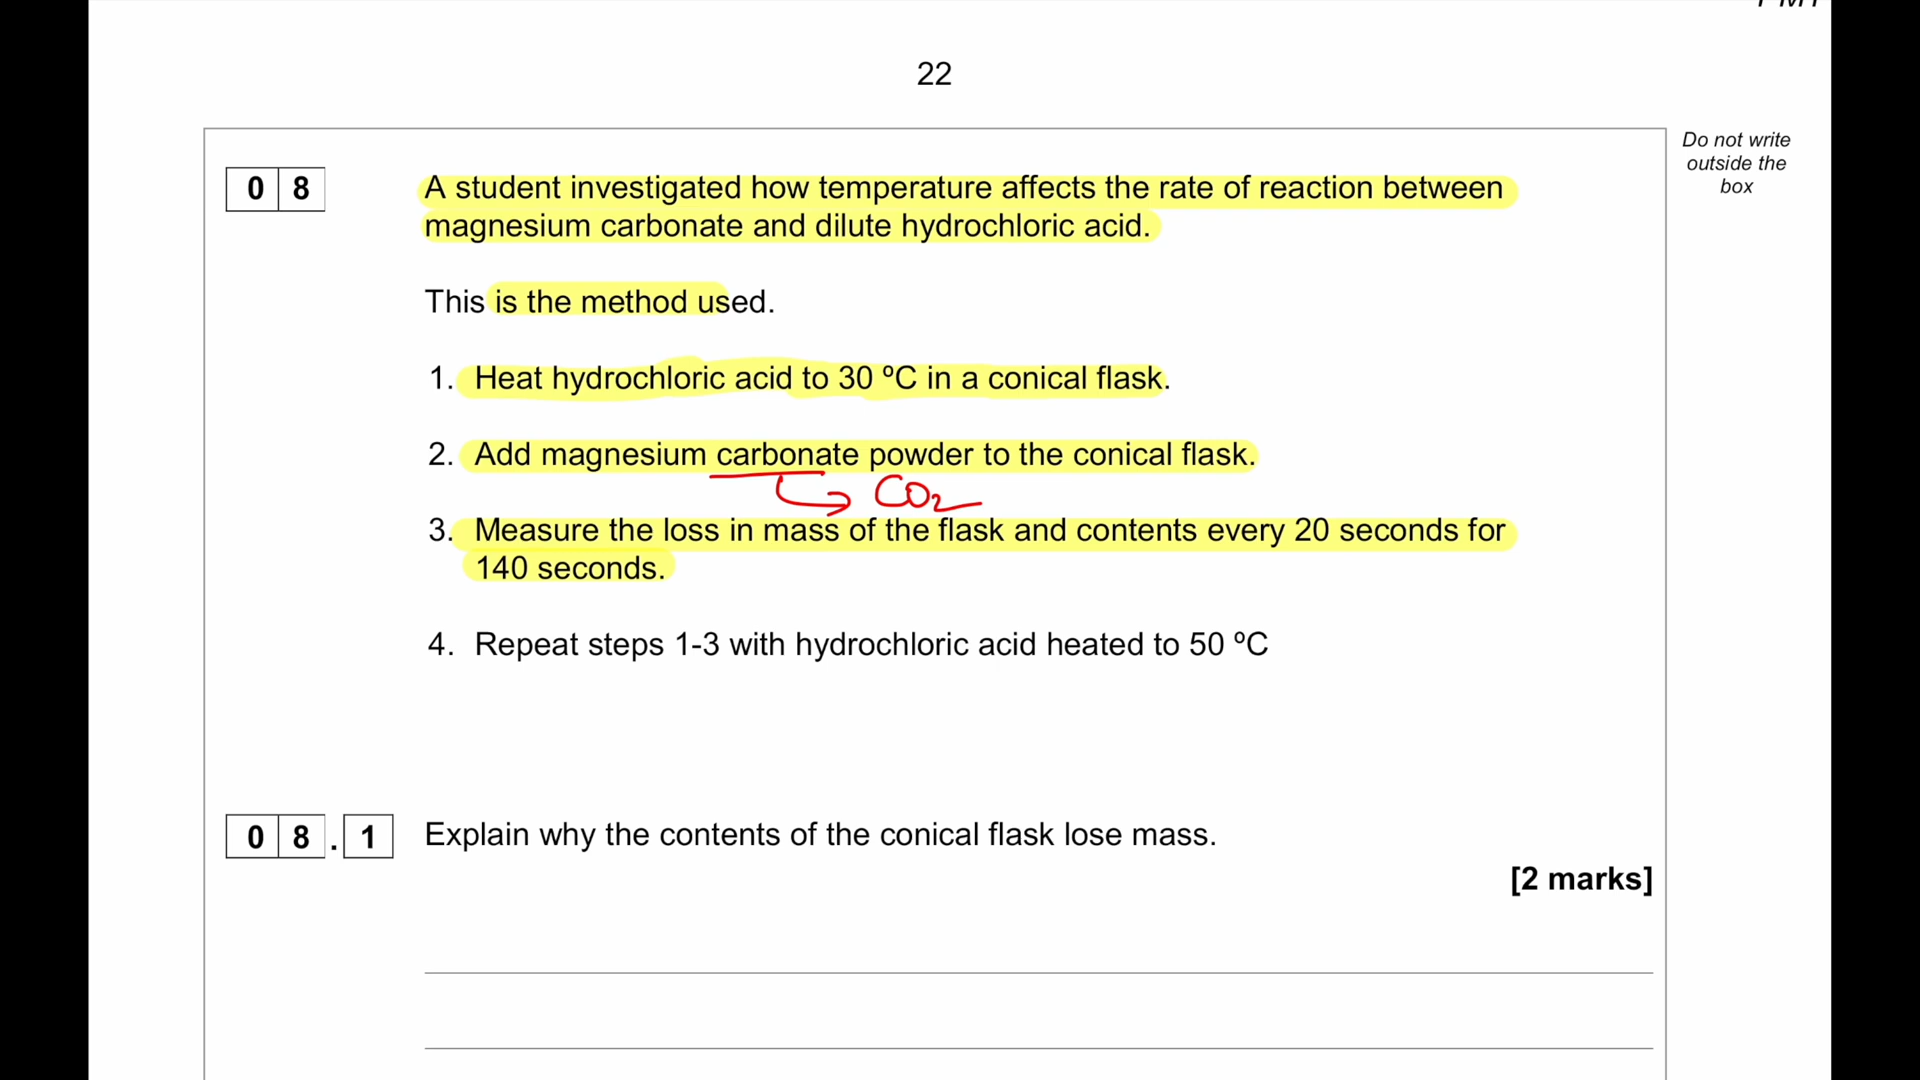 22
Do not write
outside the
box
0 8
A student investigated how temperature affects the rate of reaction between
magnesium carbonate and dilute hydrochloric acid.
This is the method used.
1. Heat hydrochloric acid to 30 ºC in a conical flask.
2. Add magnesium carbonate powder to the conical flask.
CO2
3. Measure the loss in mass of the flask and contents every 20 seconds for
140 seconds.
4. Repeat steps 1-3 with hydrochloric acid heated to 50 ºC
0 8 . 1 Explain why the contents of the conical flask lose mass.
[2 marks]